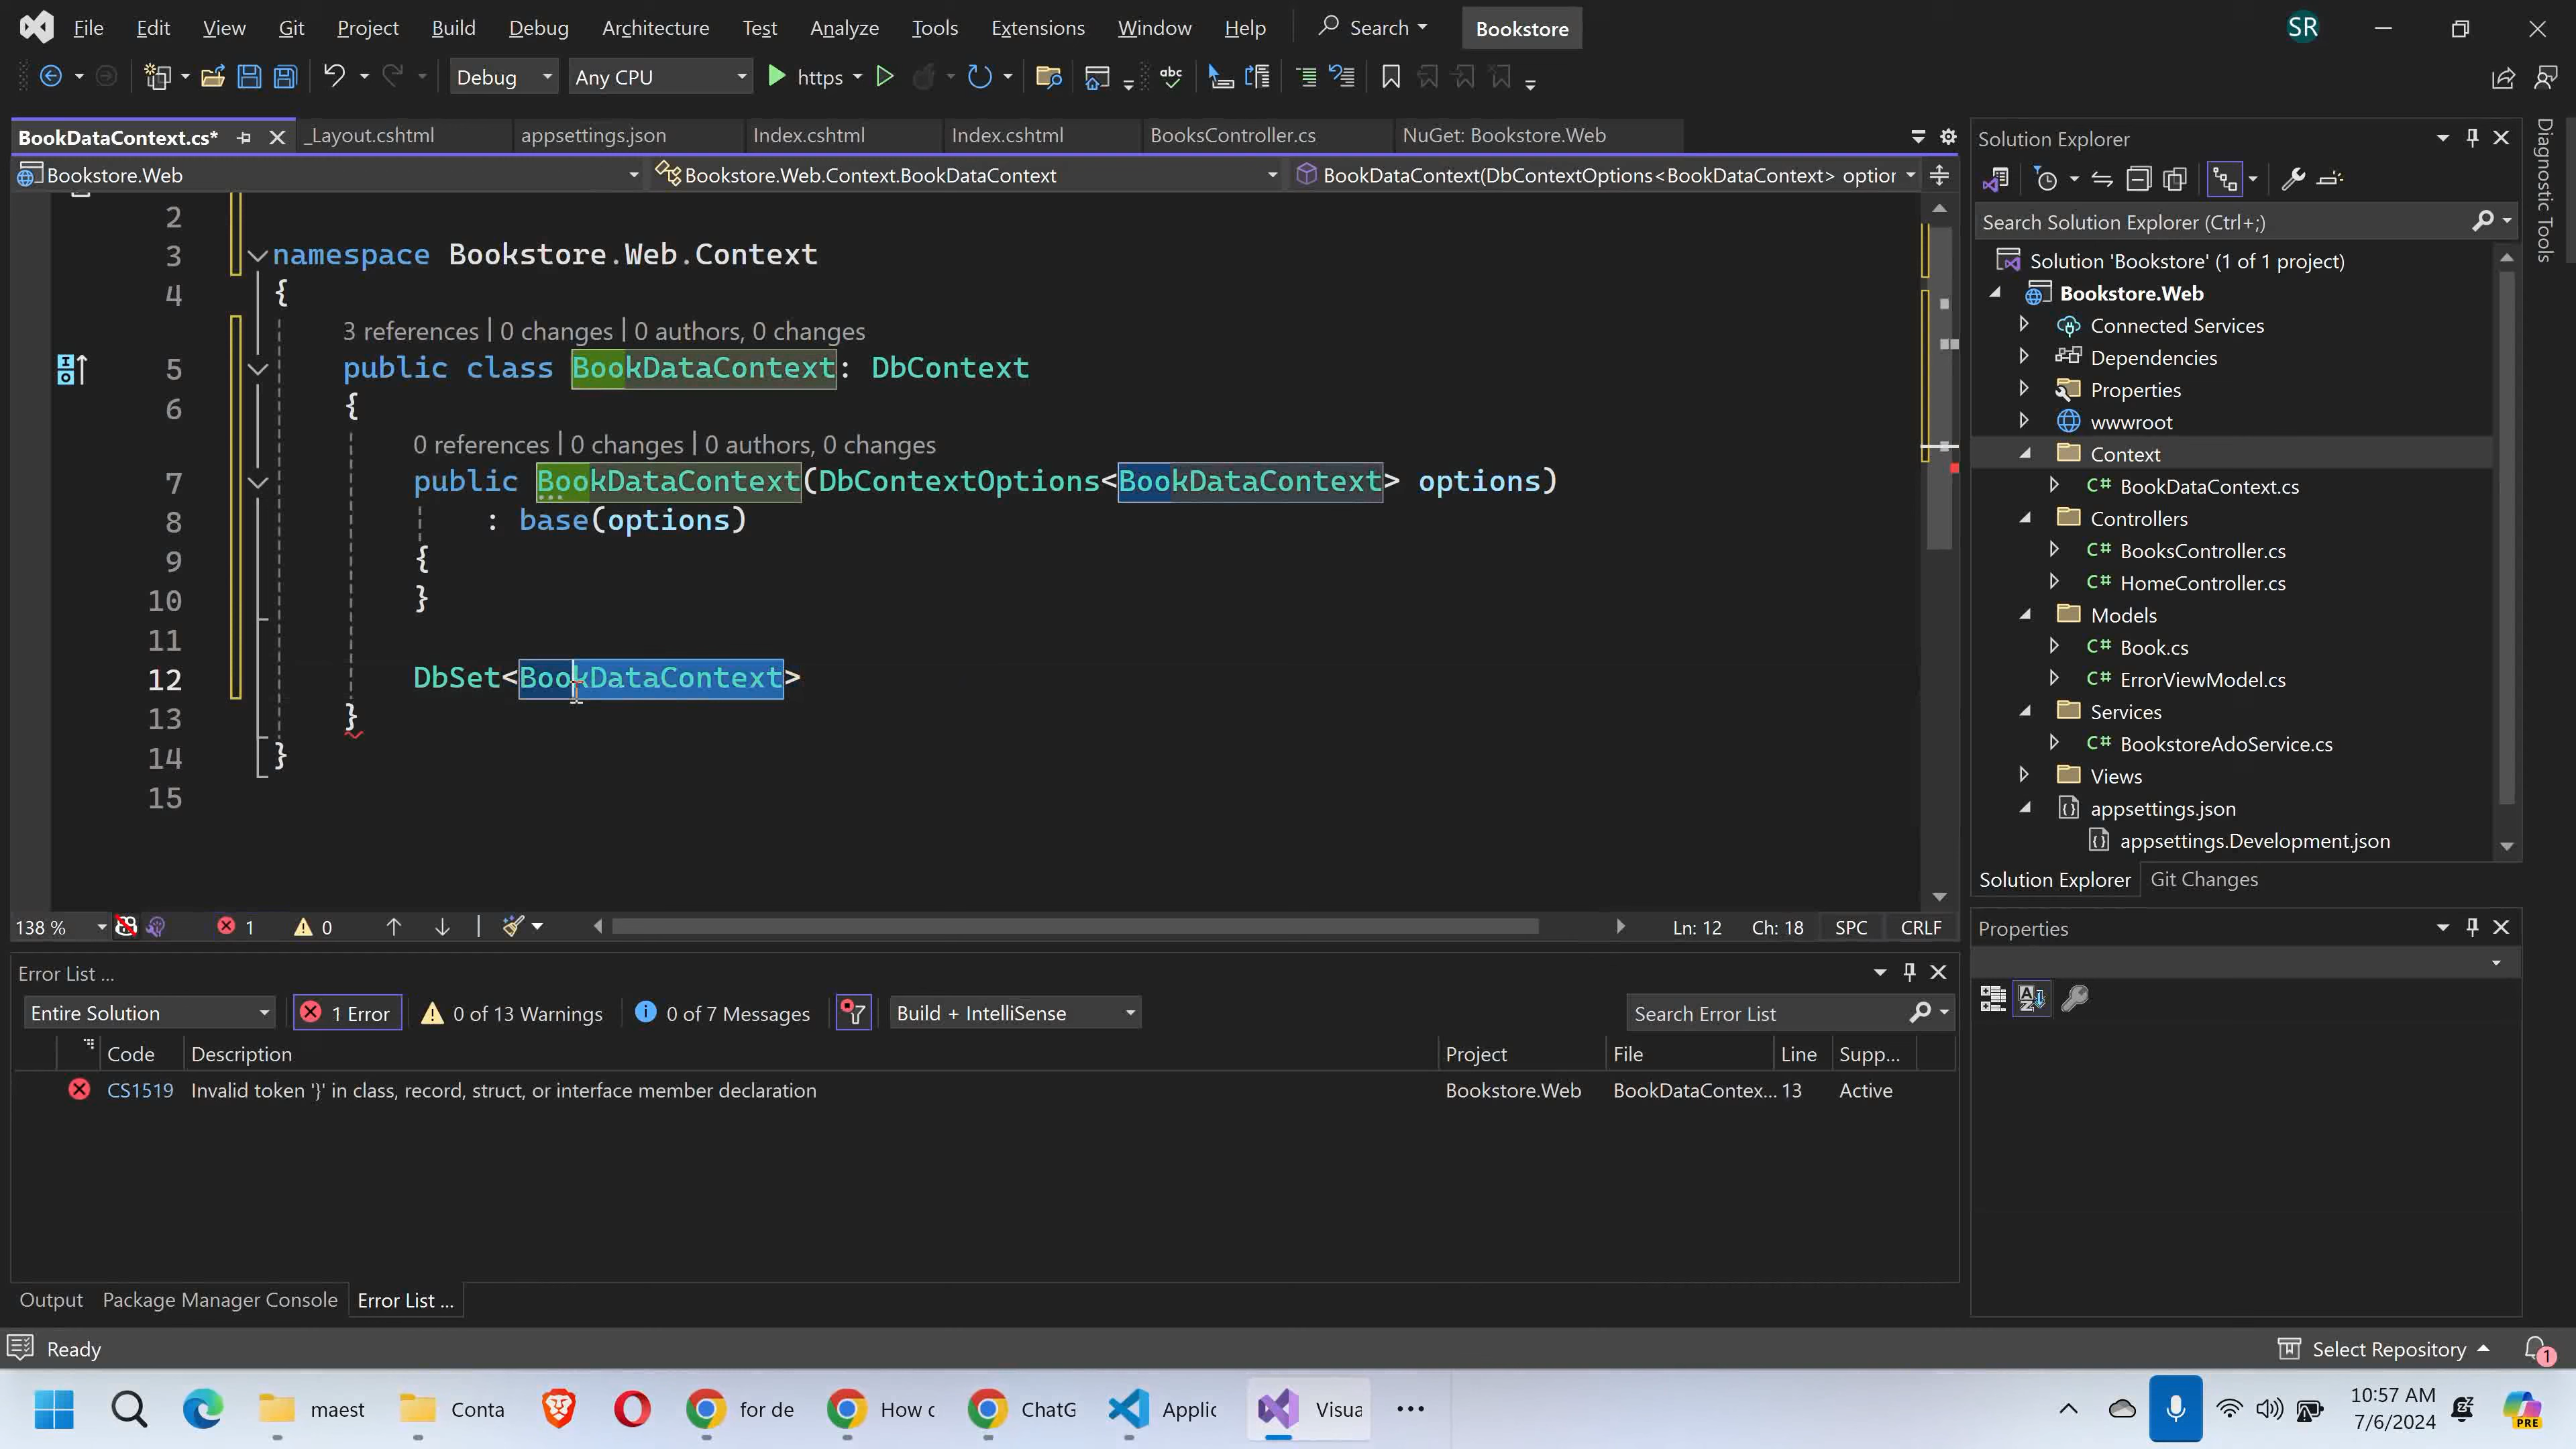 File Edit View Git Project Build Debug Architecture Test Analyze Tools Extensions Window Help Search Bookstore SR
Debug Any CPU https abc
BookDataContext.cs* _Layout.cshtml appsettings.json Index.cshtml Index.cshtml BooksController.cs NuGet: Bookstore.Web
Bookstore.Web Bookstore.Web.Context.BookDataContext BookDataContext(DbContextOptions<BookDataContext> option
2
3 namespace Bookstore.Web.Context
4 {
3 references | 0 changes | 0 authors, 0 changes
5 public class BookDataContext: DbContext
6 {
0 references | 0 changes | 0 authors, 0 changes
7 public BookDataContext(DbContextOptions<BookDataContext> options)
8 : base(options)
9 {
10 }
11
12 DbSet<BookDataContext>
13 }
14 }
15
138 % 1 0 Ln: 12 Ch: 18 SPC CRLF
Error List ...
Entire Solution 1 Error 0 of 13 Warnings 0 of 7 Messages Build + IntelliSense Search Error List
Code Description Project File Line Supp...
CS1519 Invalid token '}' in class, record, struct, or interface member declaration Bookstore.Web BookDataContex... 13 Active
Output Package Manager Console Error List ...
Solution Explorer
Search Solution Explorer (Ctrl+;)
Solution 'Bookstore' (1 of 1 project)
Bookstore.Web
Connected Services
Dependencies
Properties
wwwroot
Context
C# BookDataContext.cs
Controllers
C# BooksController.cs
C# HomeController.cs
Models
C# Book.cs
C# ErrorViewModel.cs
Services
C# BookstoreAdoService.cs
Views
appsettings.json
appsettings.Development.json
Solution Explorer Git Changes
Properties
Diagnostic Tools
Ready Select Repository 1
maest Conta for de How c ChatG Applic Visua 10:57 AM
7/6/2024
PRE